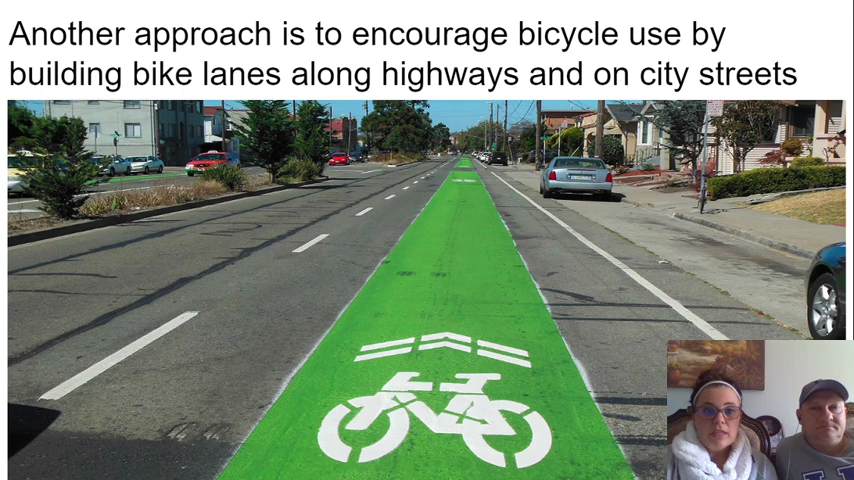 Another approach is to encourage bicycle use by
building bike lanes along highways and on city streets